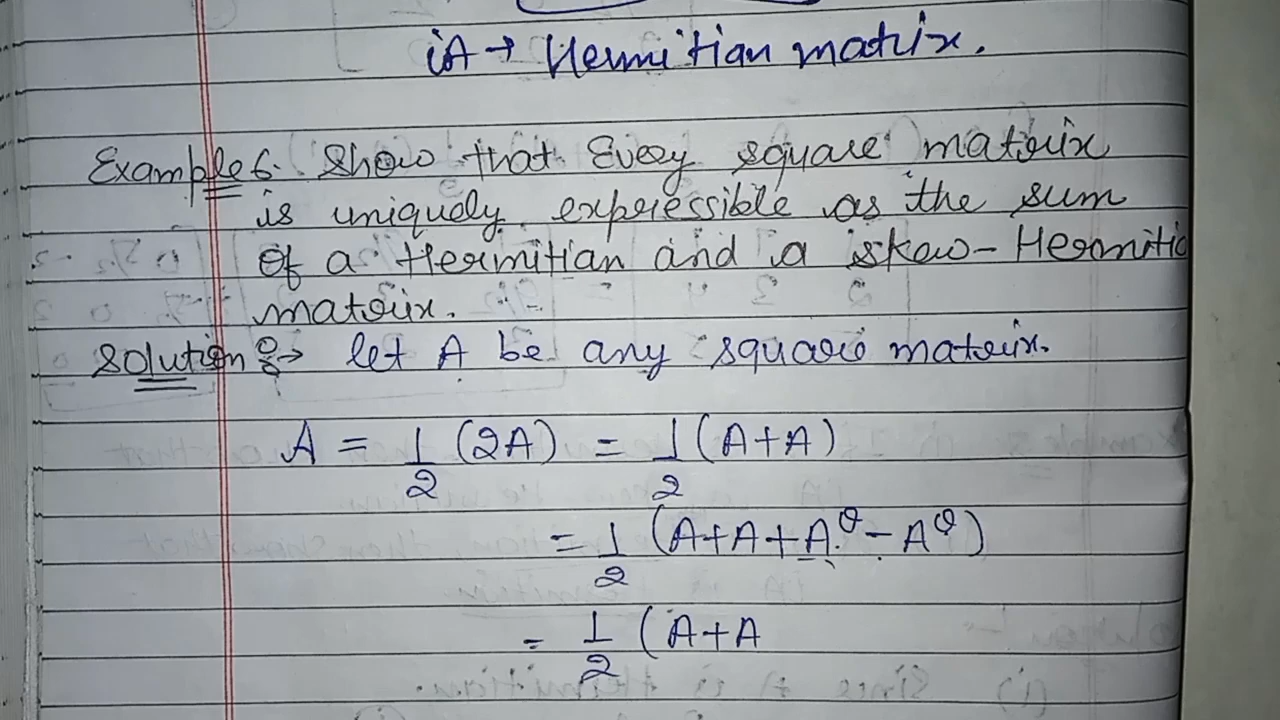 iA → Hermitian matrix.
Example 6. Show that Every square matrix
is uniquely expressible as the sum
of a Hermitian and a skew-Hermitic
matrix.
Solution :→ let A be any square matrix.
A = 1/2 (2A) = 1/2 (A+A)
= 1/2 (A+A+A^θ - A^θ)
= 1/2 (A+A